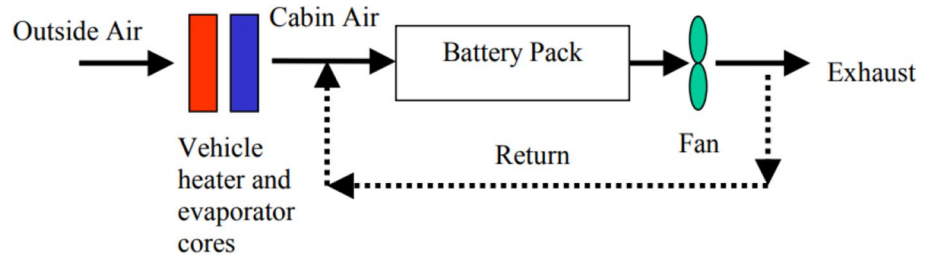 Outside Air
Cabin Air
Battery Pack
Exhaust
Fan
Return
Vehicle
heater and
evaporator
cores